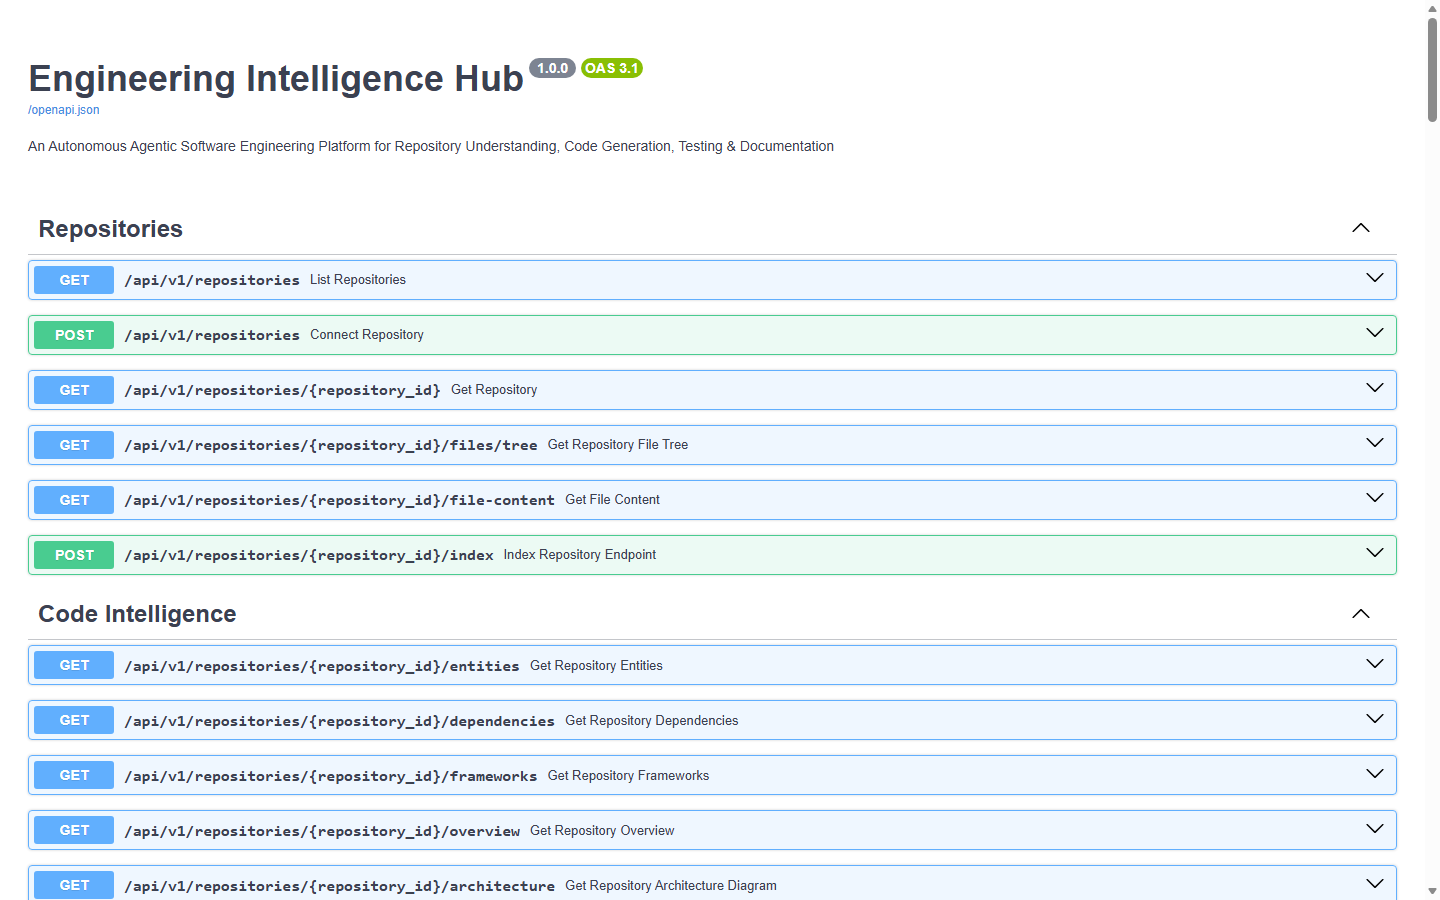 Engineering Intelligence Hub 1.0.0 OAS 3.1
/openapi.json
An Autonomous Agentic Software Engineering Platform for Repository Understanding, Code Generation, Testing & Documentation
Repositories
GET /api/v1/repositories List Repositories
POST /api/v1/repositories Connect Repository
GET /api/v1/repositories/{repository_id} Get Repository
GET /api/v1/repositories/{repository_id}/files/tree Get Repository File Tree
GET /api/v1/repositories/{repository_id}/file-content Get File Content
POST /api/v1/repositories/{repository_id}/index Index Repository Endpoint
Code Intelligence
GET /api/v1/repositories/{repository_id}/entities Get Repository Entities
GET /api/v1/repositories/{repository_id}/dependencies Get Repository Dependencies
GET /api/v1/repositories/{repository_id}/frameworks Get Repository Frameworks
GET /api/v1/repositories/{repository_id}/overview Get Repository Overview
GET /api/v1/repositories/{repository_id}/architecture Get Repository Architecture Diagram